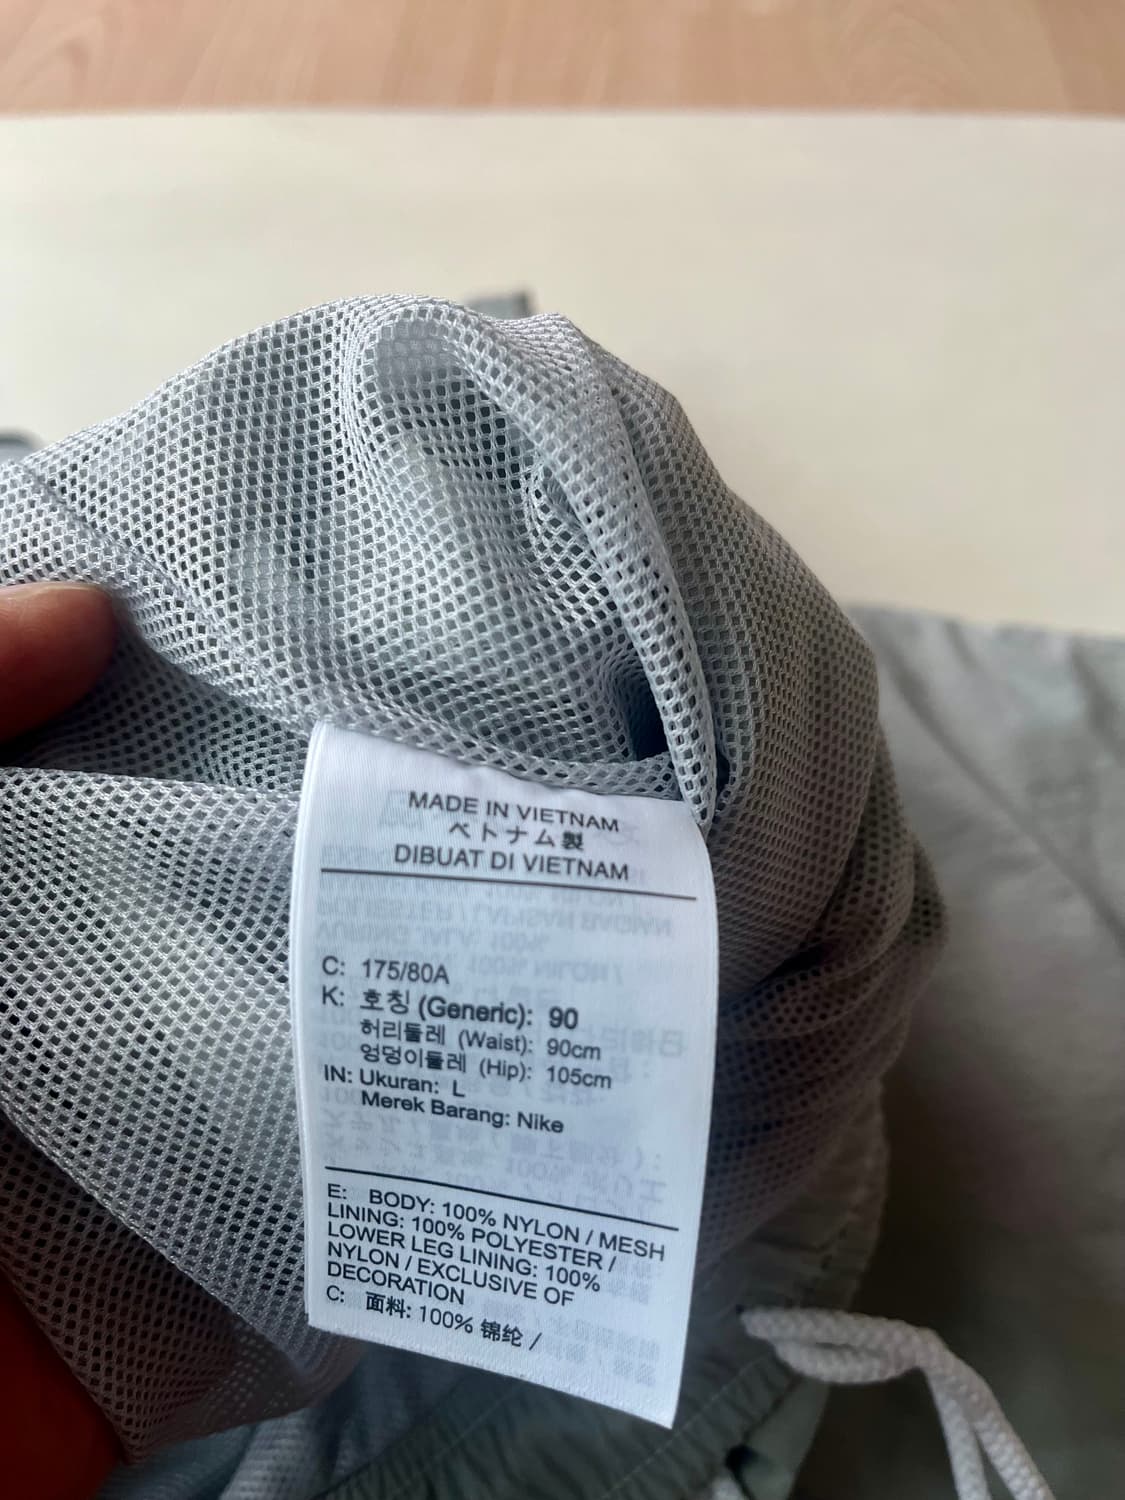 MADE IN VIETNAM
ベトナム製
DIBUAT DI VIETNAM
C: 175/80A
K: 호칭 (Generic): 90
허리둘레 (Waist): 90cm
엉덩이둘레 (Hip): 105cm
IN: Ukuran: L
Merek Barang: Nike
E: BODY: 100% NYLON / MESH
LINING: 100% POLYESTER /
LOWER LEG LINING: 100%
NYLON / EXCLUSIVE OF
DECORATION
C: 面料: 100% 锦纶 /